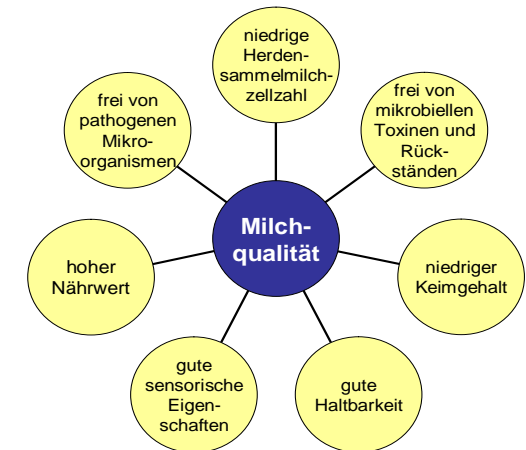 niedrige
Herden-
sammelmilch-
zellzahl
frei von
mikrobiellen
Toxinen und
Rück-
ständen
niedriger
Keimgehalt
gute
Haltbarkeit
gute
sensorische
Eigen-
schaften
hoher
Nährwert
frei von
pathogenen
Mikro-
organismen
Milch-
qualität